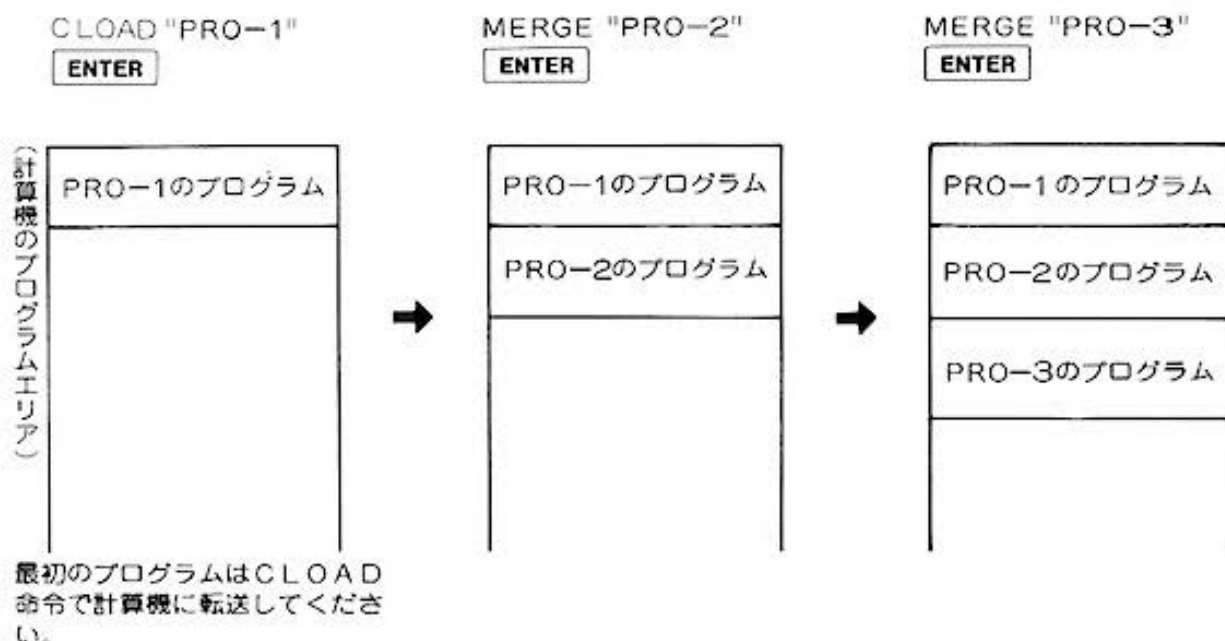 CLOAD "PRO−1"
ENTER
MERGE "PRO−2"
ENTER
MERGE "PRO−3"
ENTER
(計算機のプログラムエリア)
PRO−1のプログラム
PRO−1のプログラム
PRO−2のプログラム
PRO−1のプログラム
PRO−2のプログラム
PRO−3のプログラム
最初のプログラムはCLOAD
命令で計算機に転送してくださ
い。